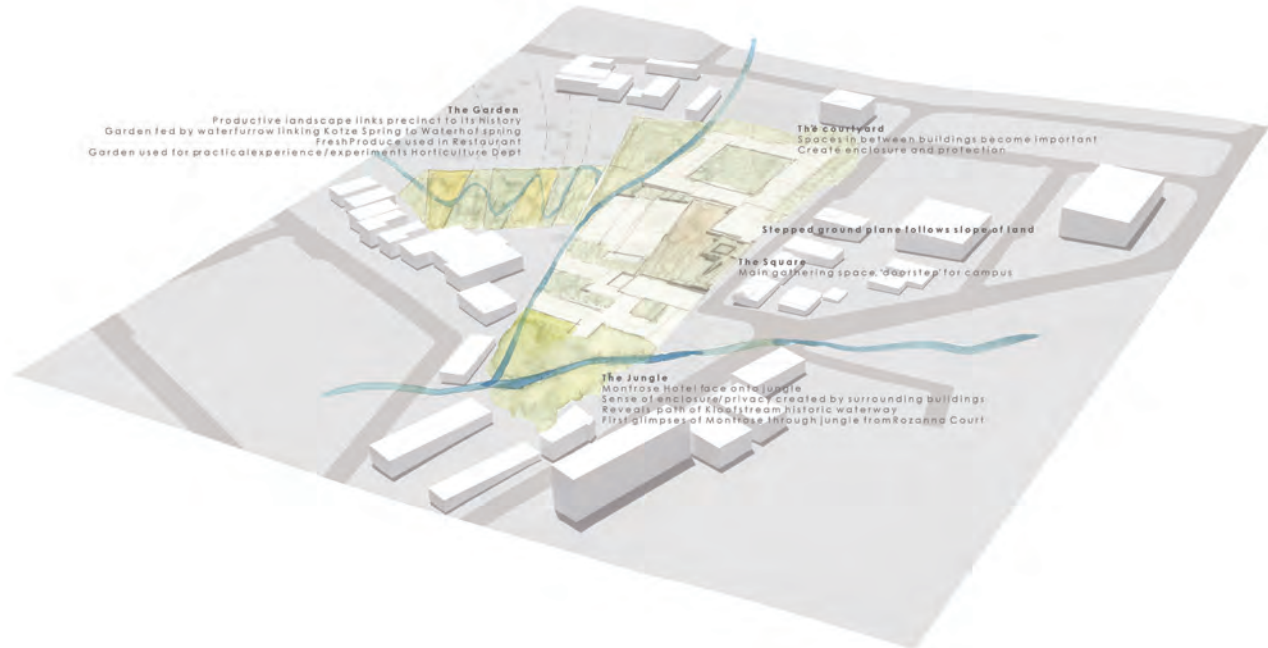 The Garden
Productive landscape links precinct to its history
Garden fed by waterfurrow linking Kotze Spring to Waterhof spring
FreshProduce used in Restaurant
Garden used for practicalexperience/experiments Horticulture Dept
The courtyard
Spaces in between buildings become important
Create enclosure and protection
Stepped ground plane follows slope of land
The Square
Main gathering space, 'doorstep' for campus
The Jungle
Montrose Hotel face onto jungle
Sense of enclosure/privacy created by surrounding buildings
Reveals path of Kloofstream historic waterway
First glimpses of Montrose through jungle from Rozanna Court